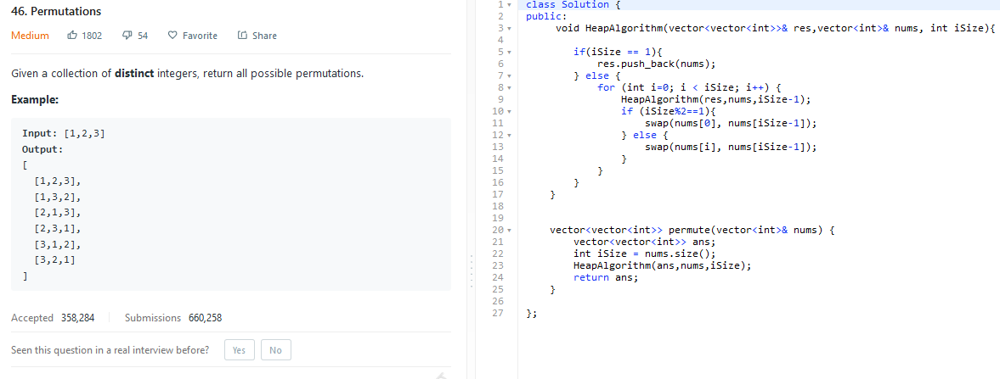 46. Permutations
Medium 1802 54 Favorite Share
Given a collection of distinct integers, return all possible permutations.
Example:
Input: [1,2,3]
Output:
[
  [1,2,3],
  [1,3,2],
  [2,1,3],
  [2,3,1],
  [3,1,2],
  [3,2,1]
]
Accepted 358,284 Submissions 660,258
Seen this question in a real interview before? Yes No
1 class Solution {
2 public:
3      void HeapAlgorithm(vector<vector<int>>& res,vector<int>& nums, int iSize){
4
5         if(iSize == 1){
6             res.push_back(nums);
7         } else {
8             for (int i=0; i < iSize; i++) {
9                 HeapAlgorithm(res,nums,iSize-1);
10                 if (iSize%2==1){
11                     swap(nums[0], nums[iSize-1]);
12                 } else {
13                     swap(nums[i], nums[iSize-1]);
14                 }
15             }
16         }
17     }
18
19
20     vector<vector<int>> permute(vector<int>& nums) {
21         vector<vector<int>> ans;
22         int iSize = nums.size();
23         HeapAlgorithm(ans,nums,iSize);
24         return ans;
25     }
26
27 };